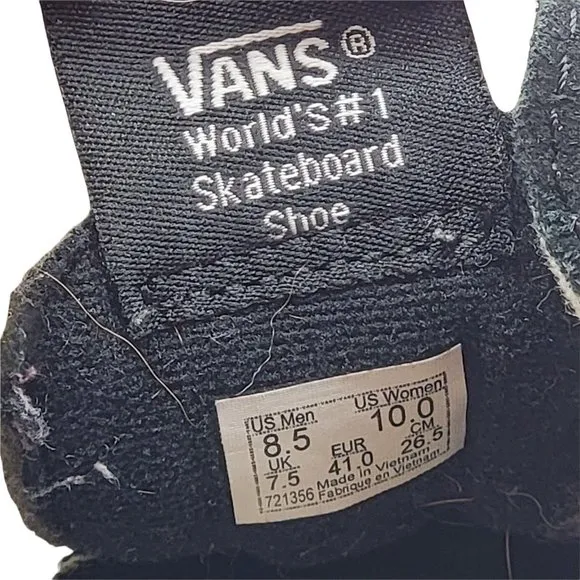 VANS®
World's #1
Skateboard
Shoe
US Men US Women
8.5 10.0
UK EUR CM
7.5 41.0 26.5
Made in Vietnam
721356 Fabrique en Vietnam